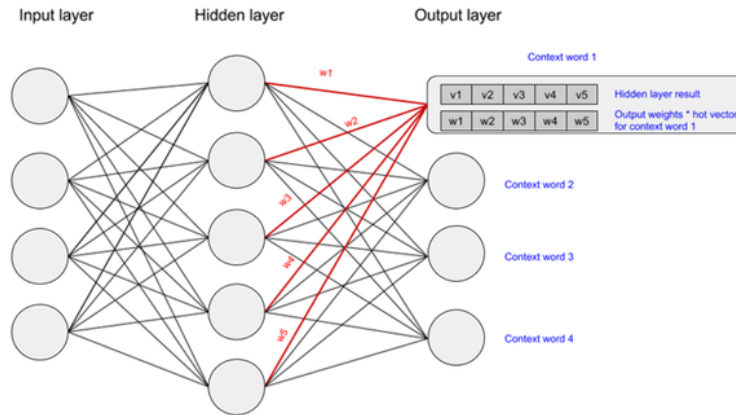 Input layer
Hidden layer
Output layer
Context word 1
w1
v1 v2 v3 v4 v5
Hidden layer result
w1 w2 w3 w4 w5
Output weights * hot vector
for context word 1
w2
w3
Context word 2
w4
Context word 3
w5
Context word 4